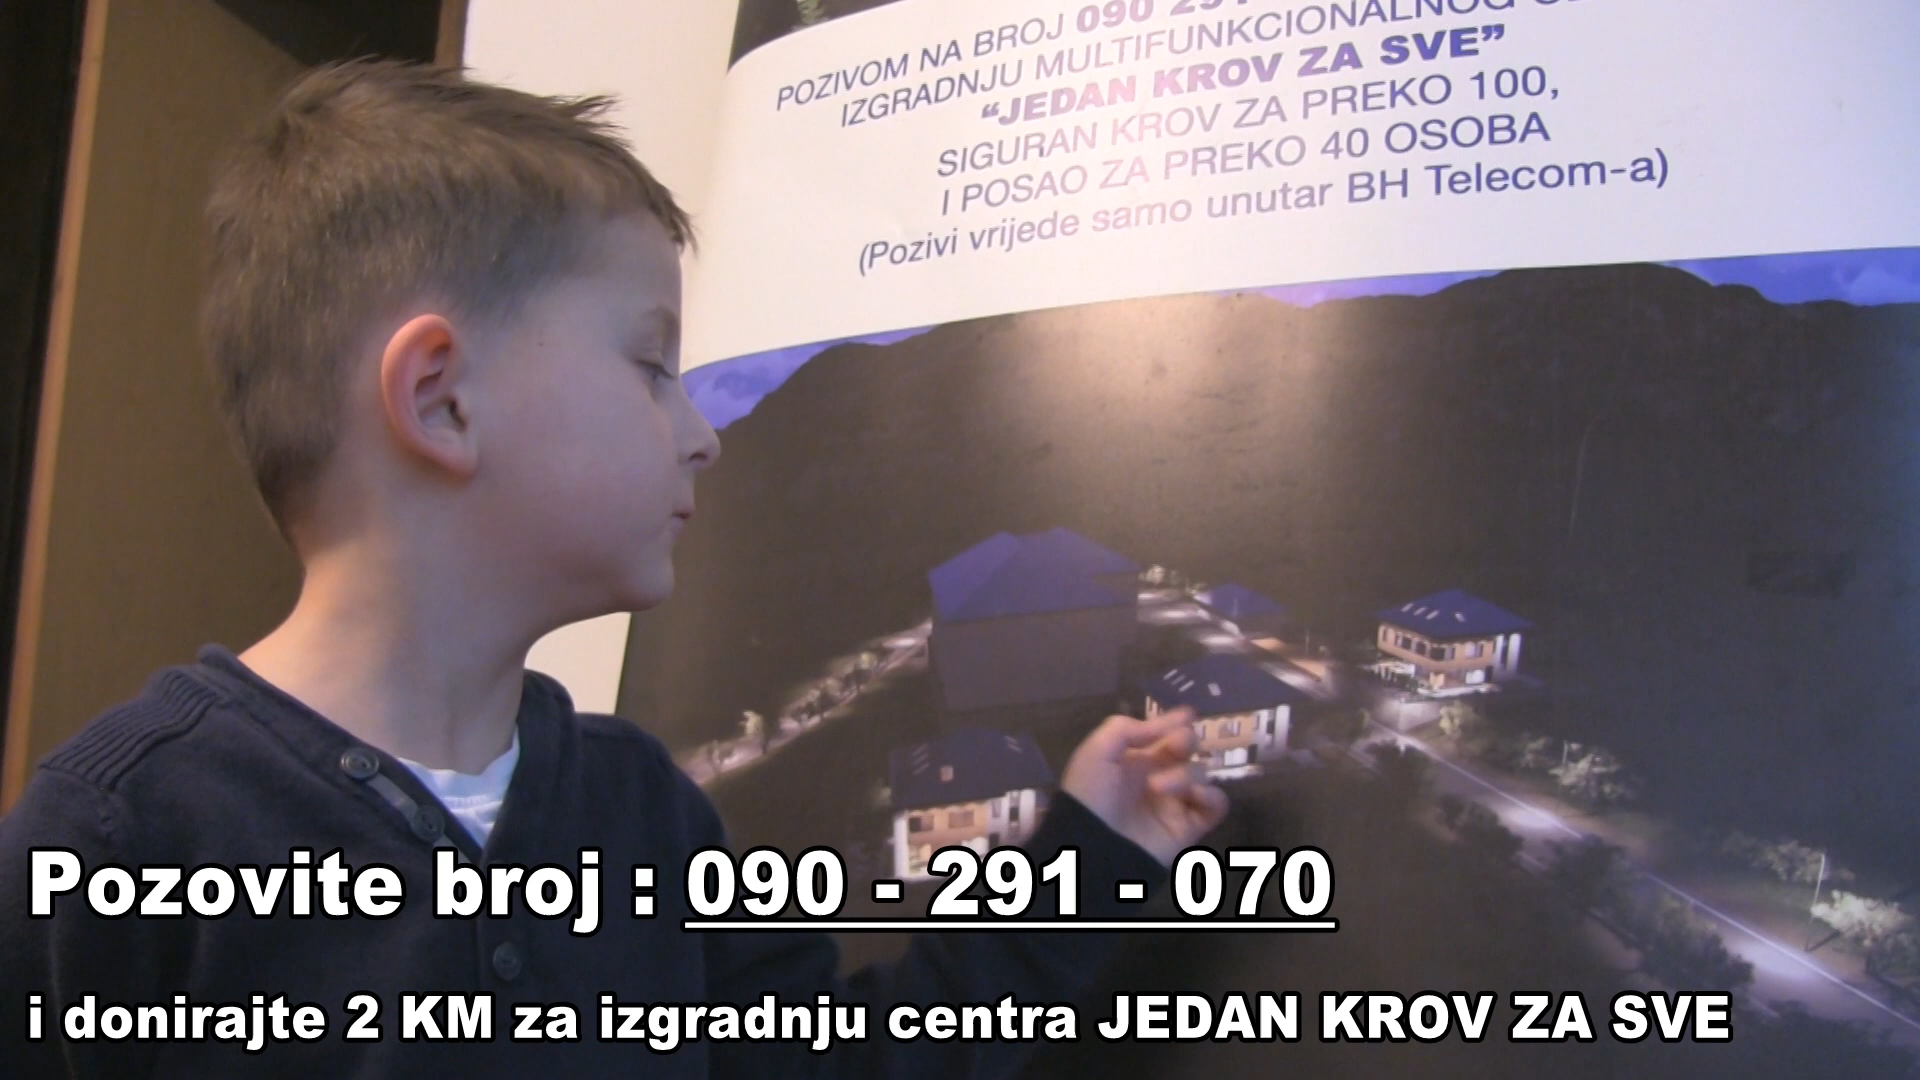 POZIVOM NA BROJ 090 291
IZGRADNJU MULTIFUNKCIONALNOG
“JEDAN KROV ZA SVE”
SIGURAN KROV ZA PREKO 100,
I POSAO ZA PREKO 40 OSOBA
(Pozivi vrijede samo unutar BH Telecom-a)
Pozovite broj : 090 - 291 - 070
i donirajte 2 KM za izgradnju centra JEDAN KROV ZA SVE